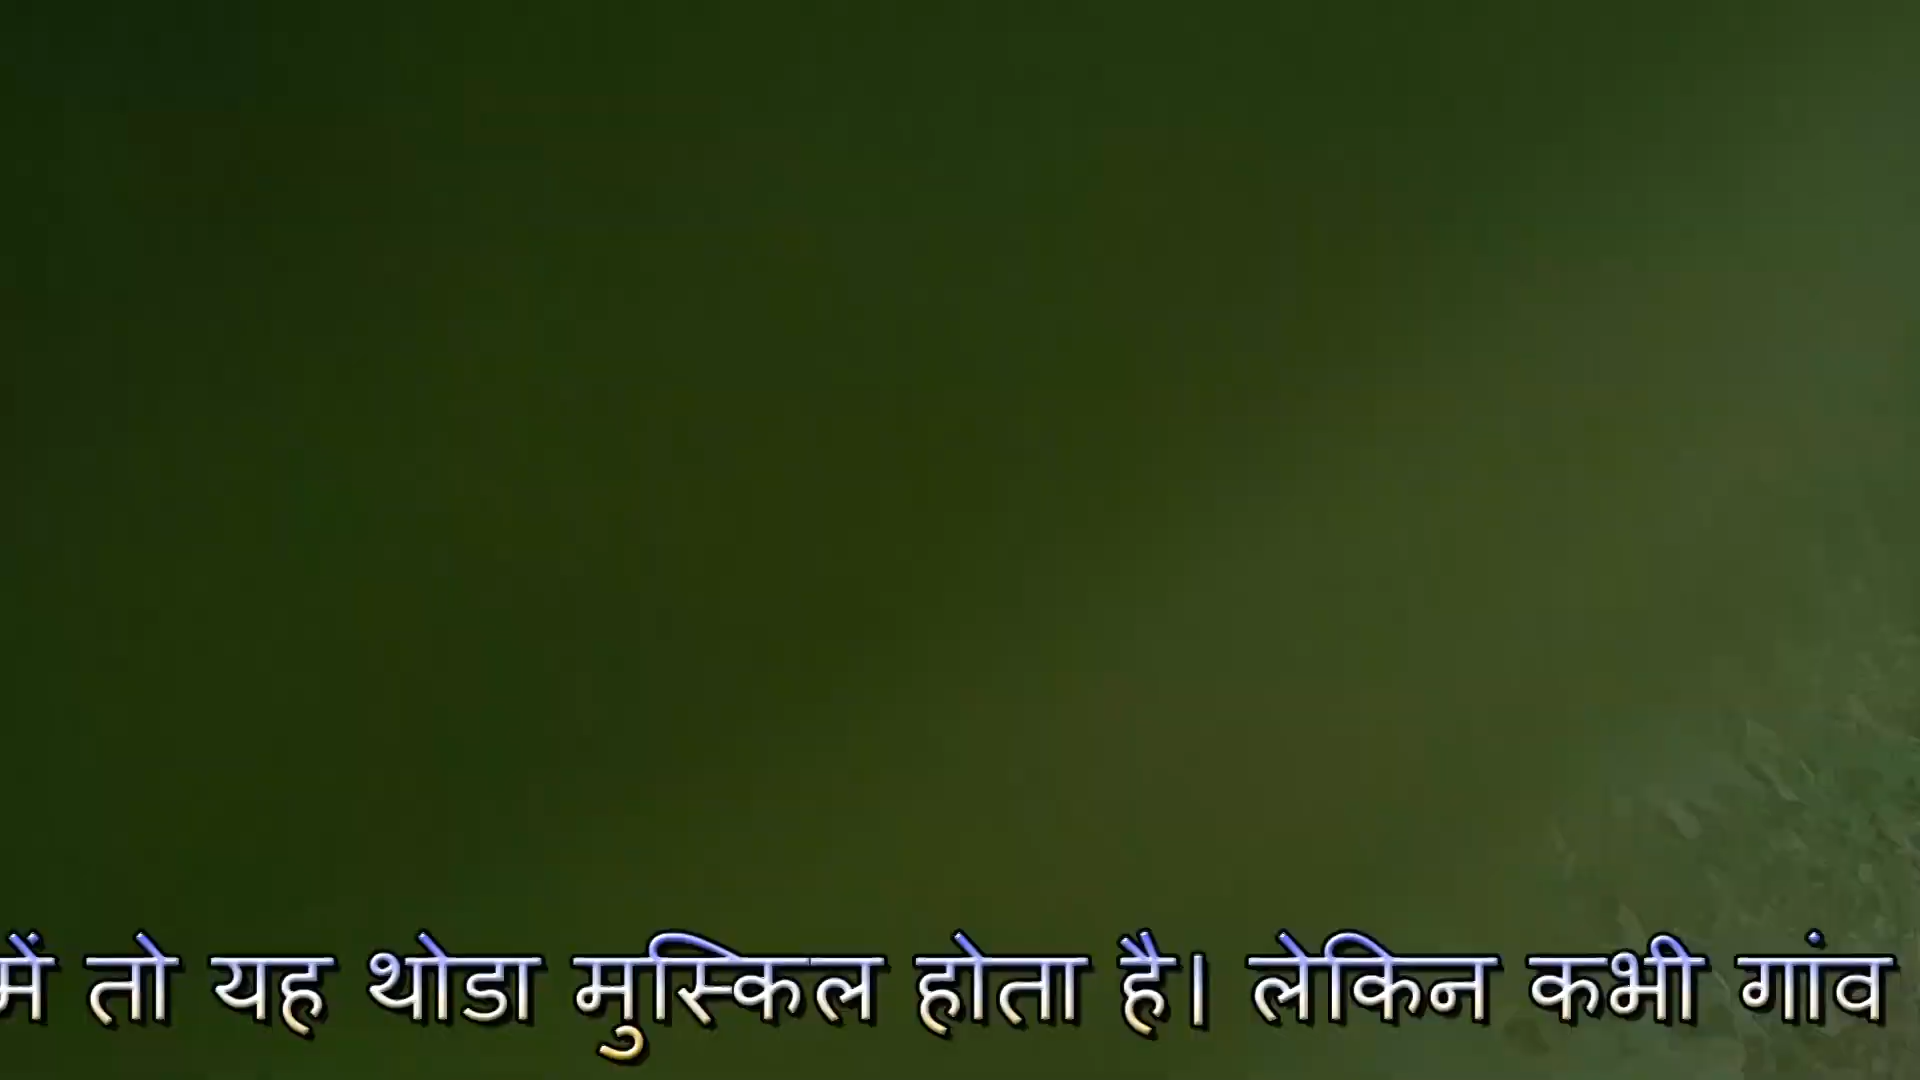 में तो यह थोडा मुस्किल होता है। लेकिन कभी गांव